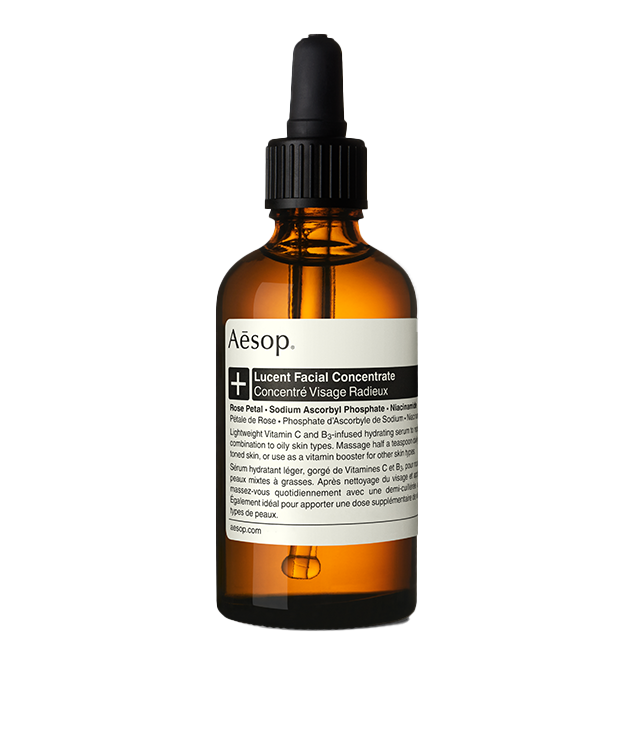 Aēsop®
Lucent Facial Concentrate
Concentré Visage Radieux
Rose Petal • Sodium Ascorbyl Phosphate • Niacinamide
Pétale de Rose • Phosphate d'Ascorbyle de Sodium •
Lightweight Vitamin C and B3-infused hydrating serum to
combination to oily skin types. Massage half a teaspoon
toned skin, or use as a vitamin booster for other skin types.
Sérum hydratant léger, gorgé de Vitamines C et B3, pour
peaux mixtes à grasses. Après nettoyage du visage et
massez-vous quotidiennement avec une demi-cuillérée
Également idéal pour apporter une dose supplémentaire de
types de peaux.
aesop.com